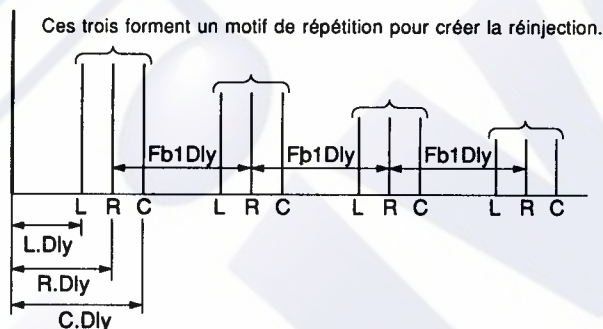 Ces trois forment un motif de répétition pour créer la réinjection.
Fb1Dly Fb1Dly Fb1Dly
L R C L R C L R C L R C
L.Dly
R.Dly
C.Dly